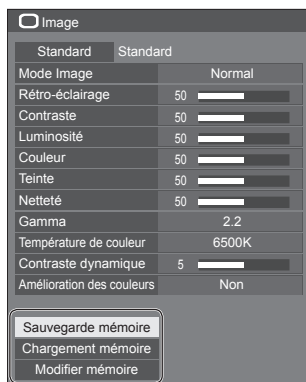 Image
Standard Standard
Mode Image Normal
Rétro-éclairage 50
Contraste 50
Luminosité 50
Couleur 50
Teinte 50
Netteté 50
Gamma 2.2
Température de couleur 6500K
Contraste dynamique 5
Amélioration des couleurs Non
Sauvegarde mémoire
Chargement mémoire
Modifier mémoire